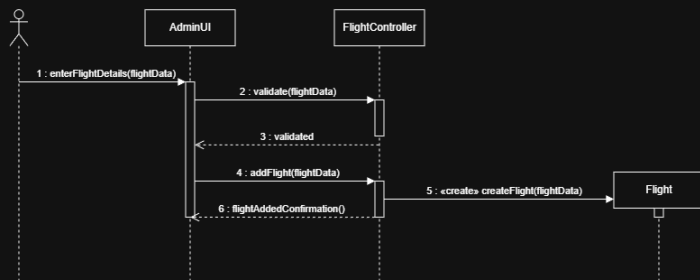 AdminUI
FlightController
1 : enterFlightDetails(flightData)
2 : validate(flightData)
3 : validated
4 : addFlight(flightData)
5 : «create» createFlight(flightData)
Flight
6 : flightAddedConfirmation()